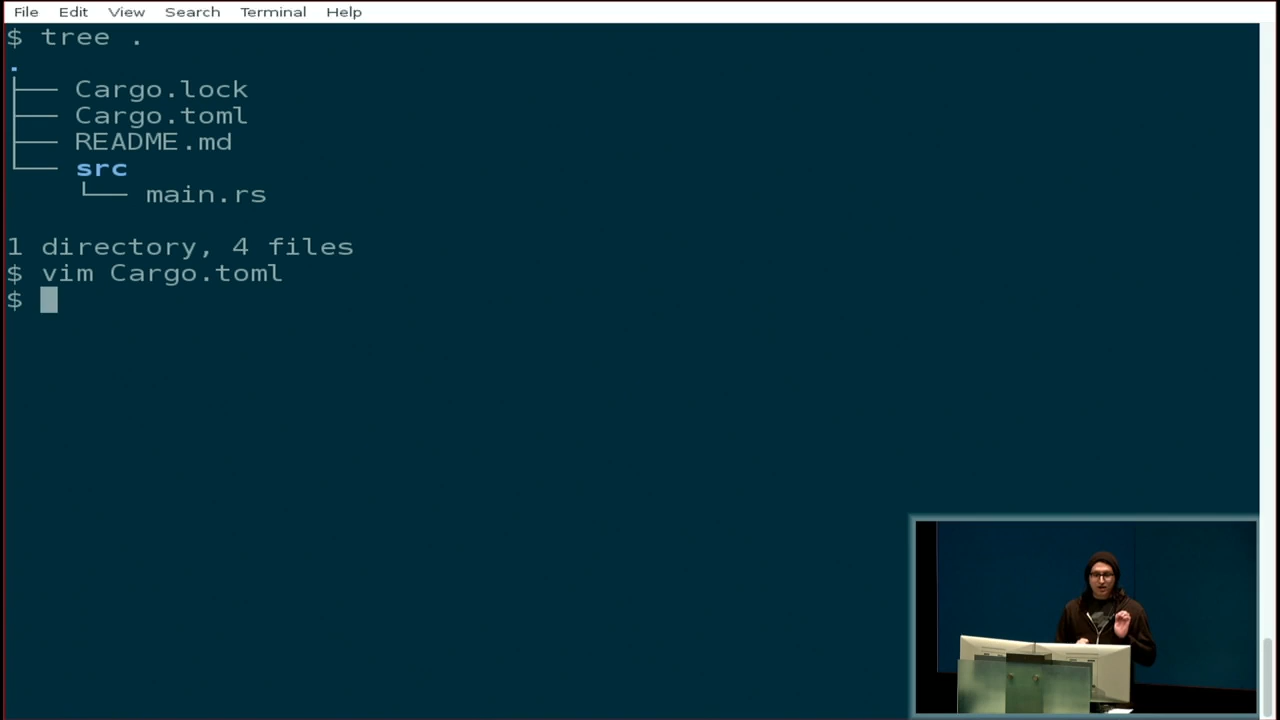 File Edit View Search Terminal Help
$ tree .
.
├── Cargo.lock
├── Cargo.toml
├── README.md
└── src
    └── main.rs

1 directory, 4 files
$ vim Cargo.toml
$